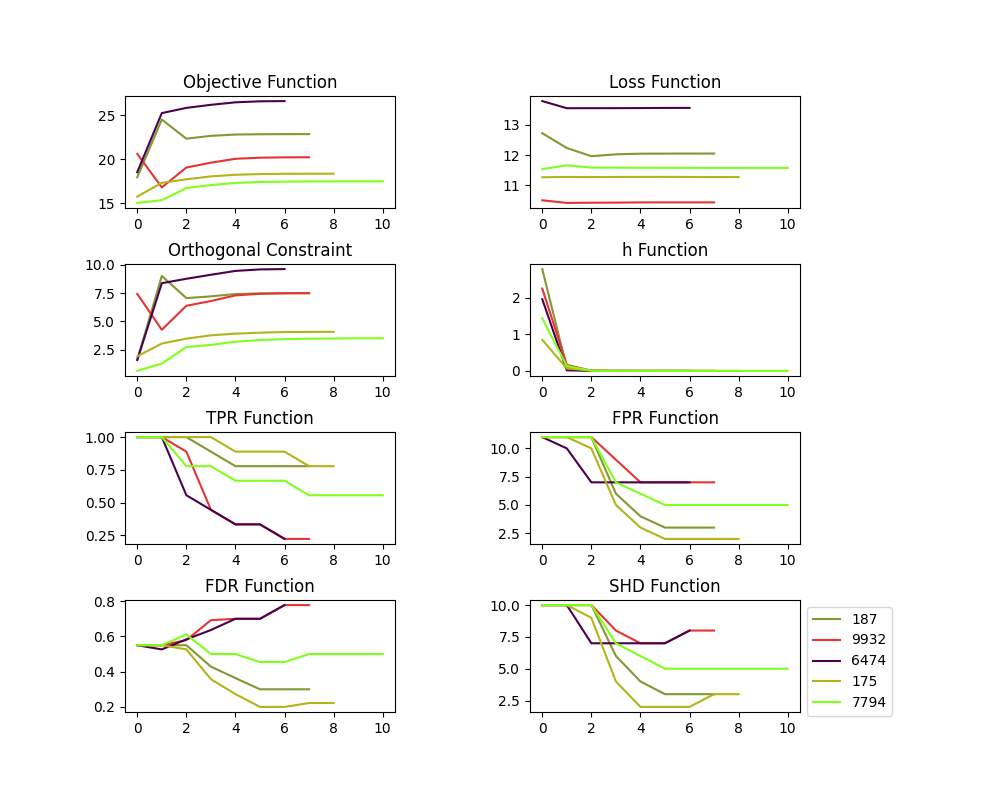 Objective Function
25
20
15
0 2 4 6 8 10
Loss Function
13
12
11
0 2 4 6 8 10
Orthogonal Constraint
10.0
7.5
5.0
2.5
0 2 4 6 8 10
h Function
2
1
0
0 2 4 6 8 10
TPR Function
1.00
0.75
0.50
0.25
0 2 4 6 8 10
FPR Function
10.0
7.5
5.0
2.5
0 2 4 6 8 10
FDR Function
0.8
0.6
0.4
0.2
0 2 4 6 8 10
SHD Function
10.0
7.5
5.0
2.5
0 2 4 6 8 10
187
9932
6474
175
7794